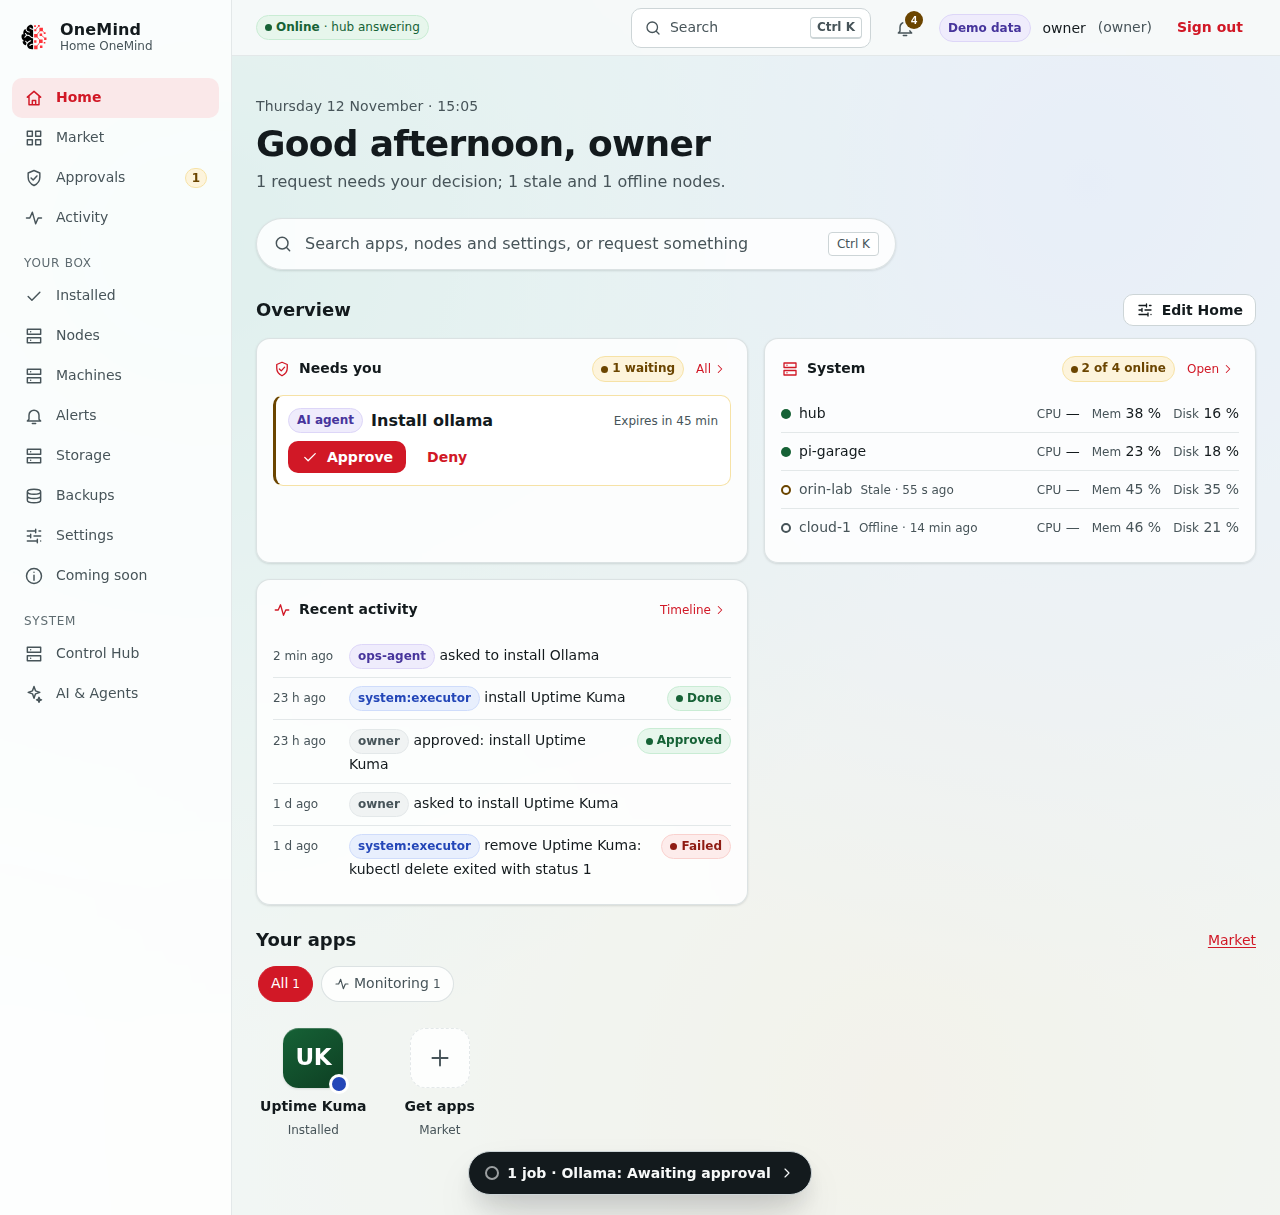 OneMind
Home OneMind
Home
Market
Approvals 1
Activity
YOUR BOX
Installed
Nodes
Machines
Alerts
Storage
Backups
Settings
Coming soon
SYSTEM
Control Hub
AI & Agents
Online · hub answering
Search Ctrl K
4
Demo data
owner (owner)
Sign out
Thursday 12 November · 15:05
Good afternoon, owner
1 request needs your decision; 1 stale and 1 offline nodes.
Search apps, nodes and settings, or request something Ctrl K
Overview
Edit Home
Needs you 1 waiting All
AI agent Install ollama Expires in 45 min
Approve Deny
System 2 of 4 online Open
hub CPU — Mem 38 % Disk 16 %
pi-garage CPU — Mem 23 % Disk 18 %
orin-lab Stale · 55 s ago CPU — Mem 45 % Disk 35 %
cloud-1 Offline · 14 min ago CPU — Mem 46 % Disk 21 %
Recent activity Timeline
2 min ago ops-agent asked to install Ollama
23 h ago system:executor install Uptime Kuma Done
23 h ago owner approved: install Uptime Approved
Kuma
1 d ago owner asked to install Uptime Kuma
1 d ago system:executor remove Uptime Kuma: Failed
kubectl delete exited with status 1
Your apps Market
All 1 Monitoring 1
UK
Uptime Kuma
Installed
Get apps
Market
1 job · Ollama: Awaiting approval